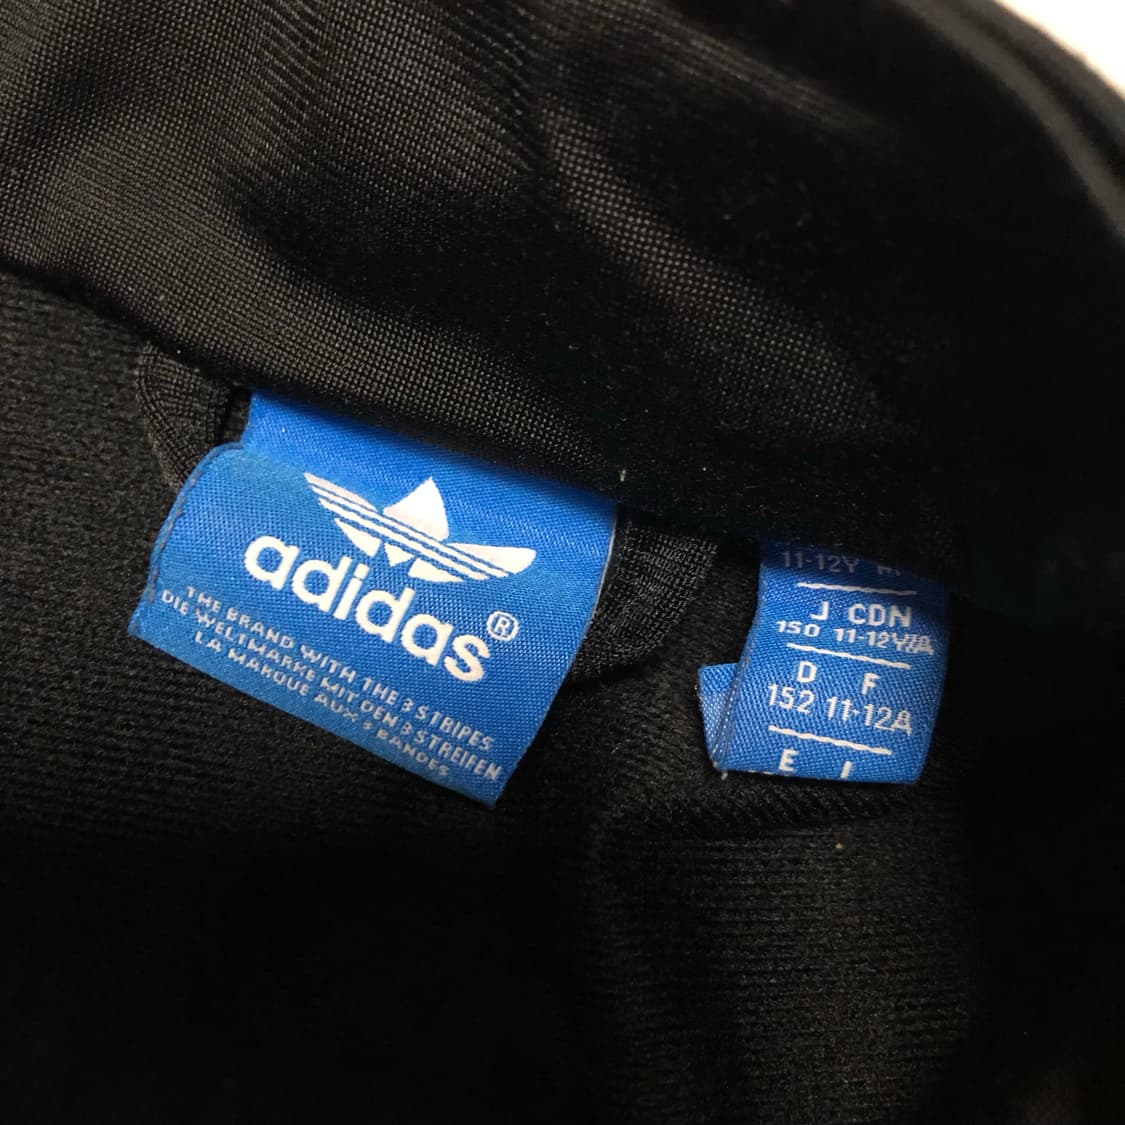 adidas®
THE BRAND WITH THE 3 STRIPES
DIE WELTMARKE MIT DEN 3 STREIFEN
LA MARQUE AUX 3 BANDES
11-12Y
J CDN
150 11-12Y/A
D F
152 11-12A
E I